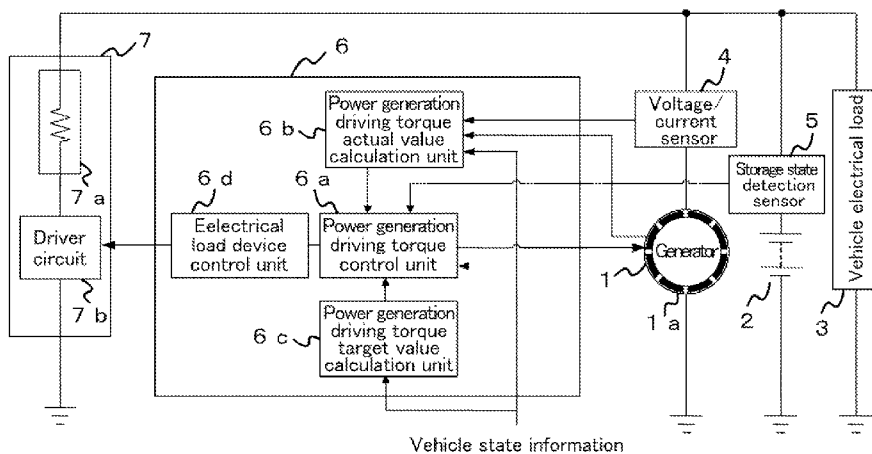 7
6
4
5
Power generation
driving torque
actual value
calculation unit
6 b
Voltage/
current sensor
Storage state
detection
sensor
Vehicle electrical load
7 a
6 d
6 a
Driver
circuit
Eelectrical
load device
control unit
Power generation
driving torque
control unit
Generator
1
1 a
2
3
7 b
6 c
Power generation
driving torque
target value
calculation unit
Vehicle state information